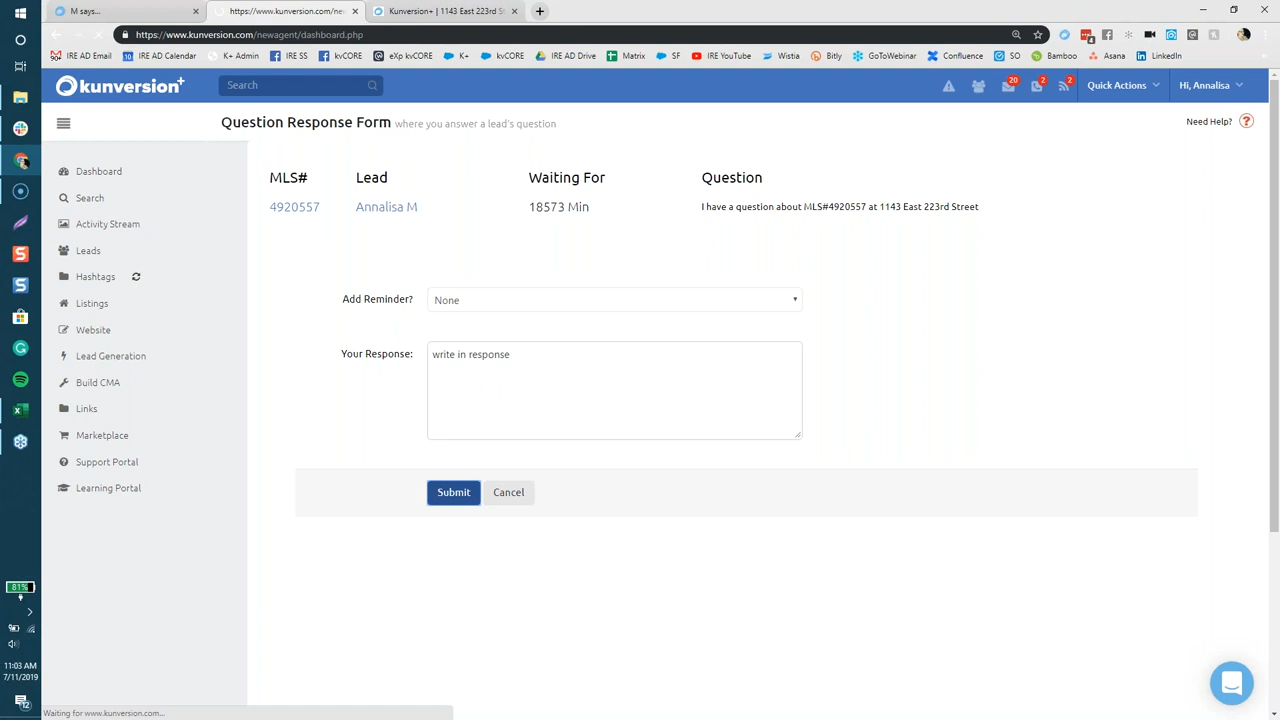 M says...
https://www.kunversion.com/ne
Kunversion+ | 1143 East 223rd S
https://www.kunversion.com/newagent/dashboard.php
IRE AD Email
IRE AD Calendar
K+ Admin
IRE SS
kvCORE
eXp kvCORE
K+
kvCORE
IRE AD Drive
Matrix
SF
IRE YouTube
Wistia
Bitly
GoToWebinar
Confluence
SO
Bamboo
Asana
LinkedIn
kunversion+
Search
20
2
2
Quick Actions
Hi, Annalisa
Question Response Form where you answer a lead's question
Need Help?
Dashboard
Search
Activity Stream
Leads
Hashtags
Listings
Website
Lead Generation
Build CMA
Links
Marketplace
Support Portal
Learning Portal
MLS# Lead Waiting For Question
4920557 Annalisa M 18573 Min I have a question about MLS#4920557 at 1143 East 223rd Street
Add Reminder? None
Your Response: write in response
Submit Cancel
81%
11:03 AM
7/11/2019
Waiting for www.kunversion.com...